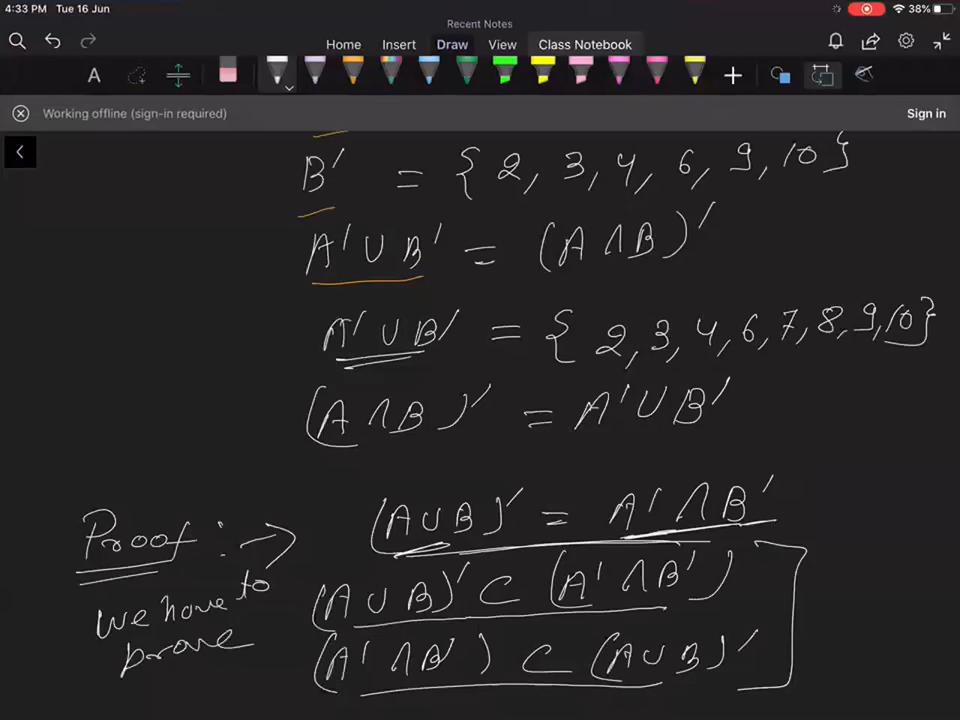 4:33 PM Tue 16 Jun 38%
Recent Notes
Home Insert Draw View Class Notebook
A
Working offline (sign-in required) Sign in
B' = {2, 3, 4, 6, 9, 10}
A' ∪ B' = (A ∩ B)'
A' ∪ B' = {2, 3, 4, 6, 7, 8, 9, 10}
(A ∩ B)' = A' ∪ B'
Proof :→ (A ∪ B)' = A' ∩ B'
we have to prove
(A ∪ B)' ⊂ (A' ∩ B')
(A' ∩ B') ⊂ (A ∪ B)'